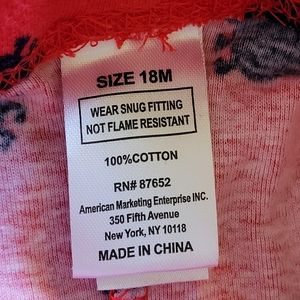 SIZE 18M
WEAR SNUG FITTING
NOT FLAME RESISTANT
100%COTTON
RN# 87652
American Marketing Enterprise INC.
350 Fifth Avenue
New York, NY 10118
MADE IN CHINA